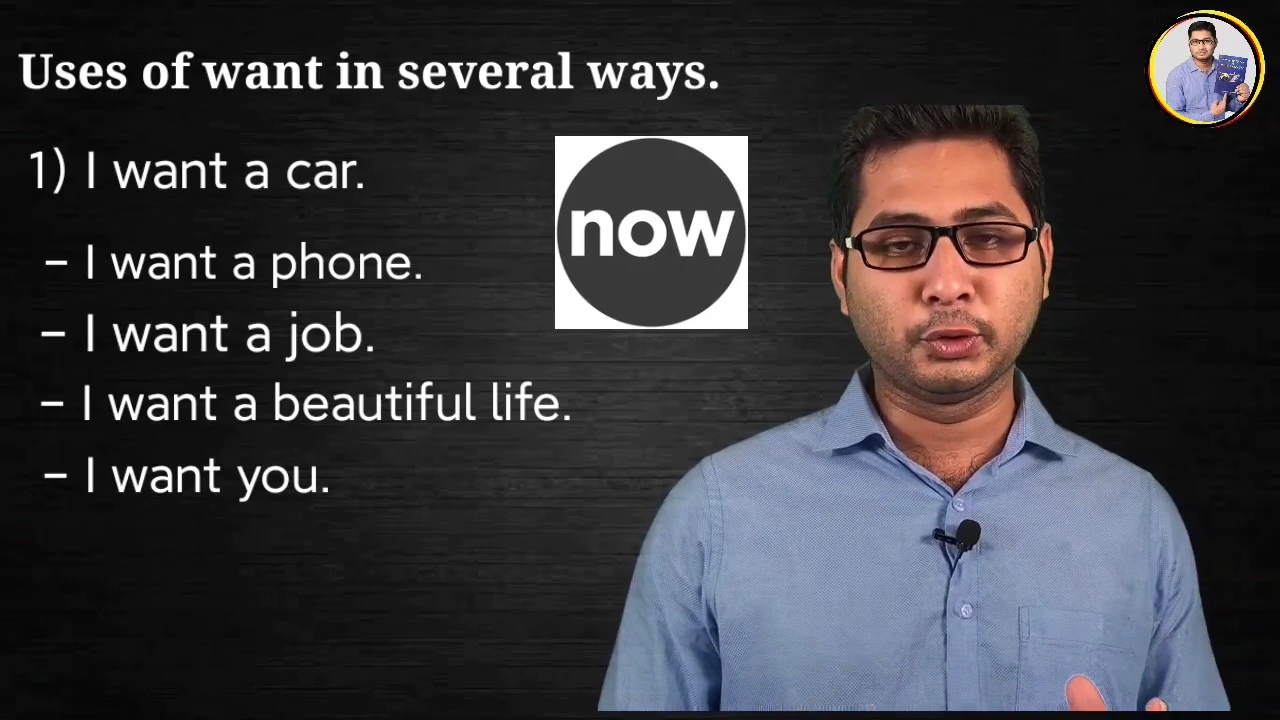 Uses of want in several ways.
1) I want a car.
– I want a phone.
– I want a job.
– I want a beautiful life.
– I want you.
now